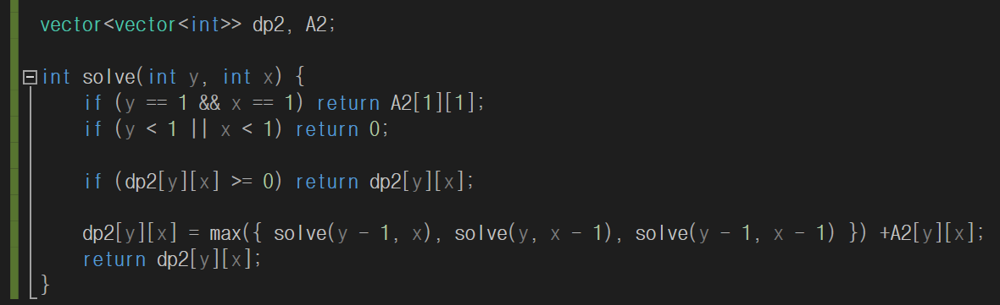 vector<vector<int>> dp2, A2;
int solve(int y, int x) {
if (y == 1 && x == 1) return A2[1][1];
if (y < 1 || x < 1) return 0;
if (dp2[y][x] >= 0) return dp2[y][x];
dp2[y][x] = max({ solve(y - 1, x), solve(y, x - 1), solve(y - 1, x - 1) }) +A2[y][x];
return dp2[y][x];
}